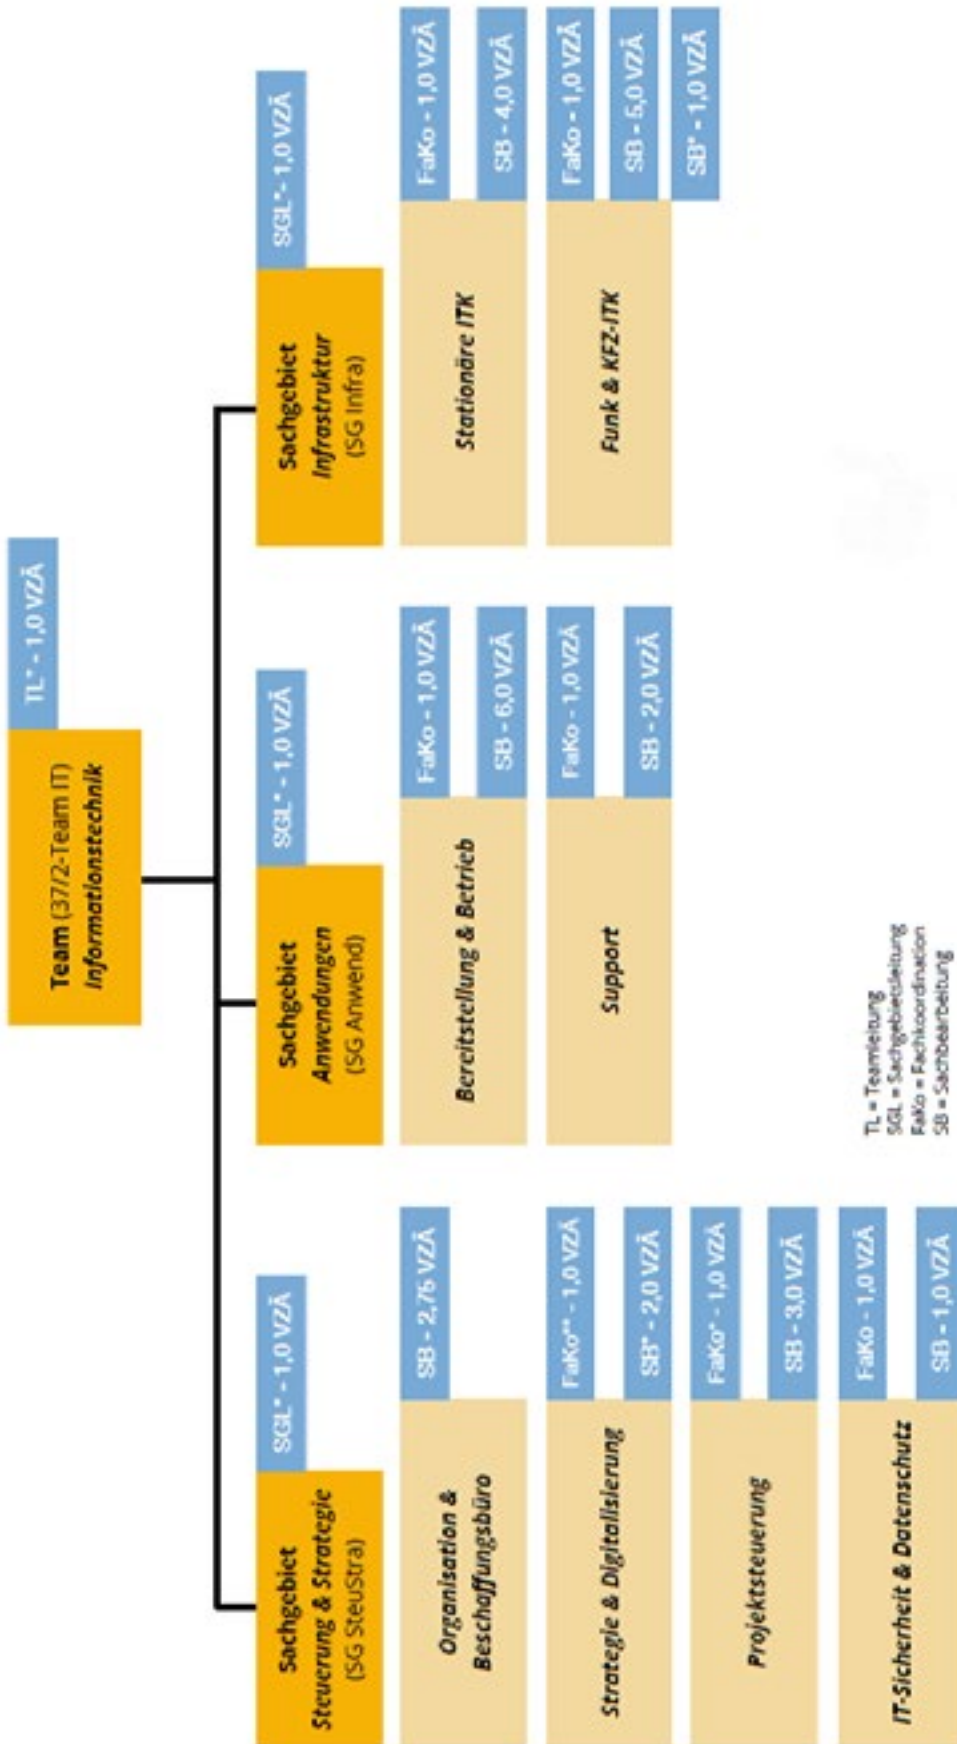 TL* - 1,0 VZÄ
Team (37/2-Team IT)
Informationstechnik
SGL* - 1,0 VZÄ
Sachgebiet
Steuerung & Strategie
(SG SteuStra)
SB - 2,75 VZÄ
Organisation &
Beschaffungsbüro
FaKo** - 1,0 VZÄ
SB* - 2,0 VZÄ
Strategie & Digitalisierung
FaKo* - 1,0 VZÄ
SB - 3,0 VZÄ
Projektsteuerung
FaKo - 1,0 VZÄ
SB - 1,0 VZÄ
IT-Sicherheit & Datenschutz
SGL* - 1,0 VZÄ
Sachgebiet
Anwendungen
(SG Anwend)
FaKo - 1,0 VZÄ
SB - 6,0 VZÄ
Bereitstellung & Betrieb
FaKo - 1,0 VZÄ
SB - 2,0 VZÄ
Support
SGL* - 1,0 VZÄ
Sachgebiet
Infrastruktur
(SG Infra)
FaKo - 1,0 VZÄ
SB - 4,0 VZÄ
Stationäre ITK
FaKo - 1,0 VZÄ
SB - 5,0 VZÄ
SB* - 1,0 VZÄ
Funk & KFZ-ITK
TL = Teamleitung
SGL = Sachgebietsleitung
FaKo = Fachkoordination
SB = Sachbearbeitung